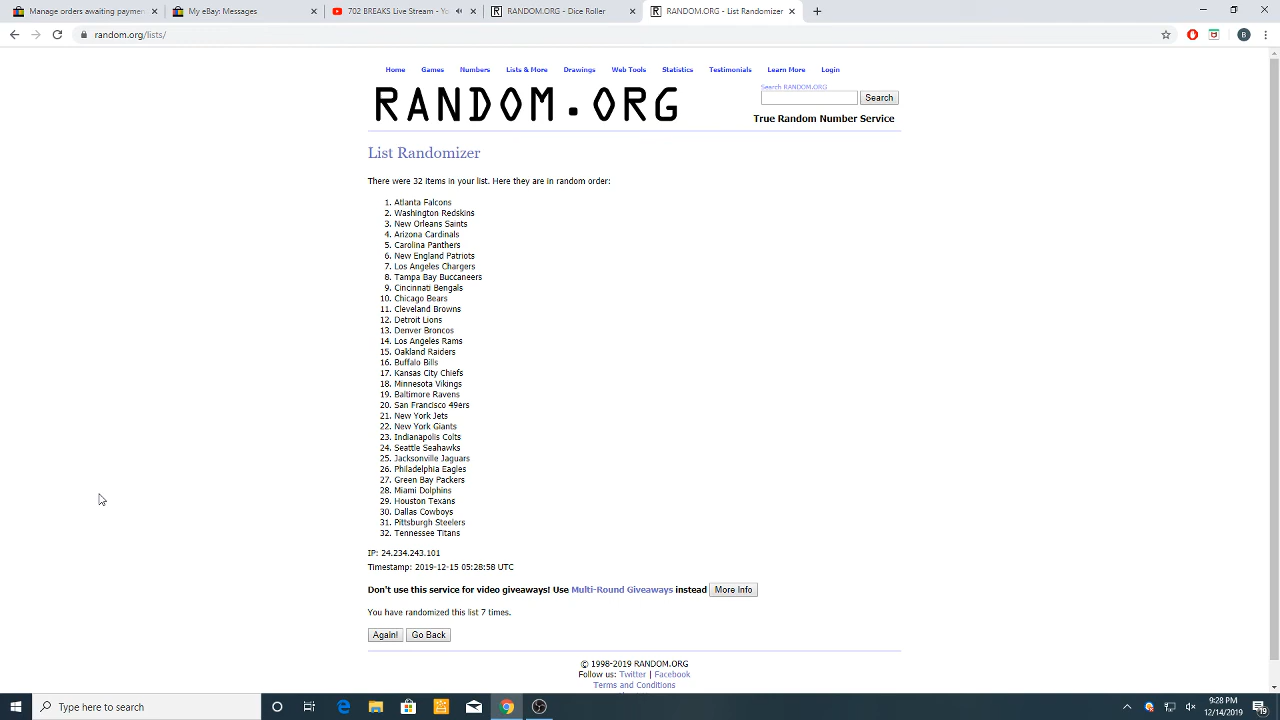 Manage orders awaiting paymen
My eBay: Messages
702 BREAKS Live Stream - Yo
RANDOM.ORG - Dice Roller
RANDOM.ORG - List Randomizer
random.org/lists/
B
Home Games Numbers Lists & More Drawings Web Tools Statistics Testimonials Learn More Login
RANDOM.ORG
Search RANDOM.ORG
Search
True Random Number Service
List Randomizer
There were 32 items in your list. Here they are in random order:
1. Atlanta Falcons
2. Washington Redskins
3. New Orleans Saints
4. Arizona Cardinals
5. Carolina Panthers
6. New England Patriots
7. Los Angeles Chargers
8. Tampa Bay Buccaneers
9. Cincinnati Bengals
10. Chicago Bears
11. Cleveland Browns
12. Detroit Lions
13. Denver Broncos
14. Los Angeles Rams
15. Oakland Raiders
16. Buffalo Bills
17. Kansas City Chiefs
18. Minnesota Vikings
19. Baltimore Ravens
20. San Francisco 49ers
21. New York Jets
22. New York Giants
23. Indianapolis Colts
24. Seattle Seahawks
25. Jacksonville Jaguars
26. Philadelphia Eagles
27. Green Bay Packers
28. Miami Dolphins
29. Houston Texans
30. Dallas Cowboys
31. Pittsburgh Steelers
32. Tennessee Titans
IP: 24.234.243.101
Timestamp: 2019-12-15 05:28:58 UTC
Don't use this service for video giveaways! Use Multi-Round Giveaways instead More Info
You have randomized this list 7 times.
Again! Go Back
© 1998-2019 RANDOM.ORG
Follow us: Twitter | Facebook
Terms and Conditions
Type here to search
9:28 PM
12/14/2019